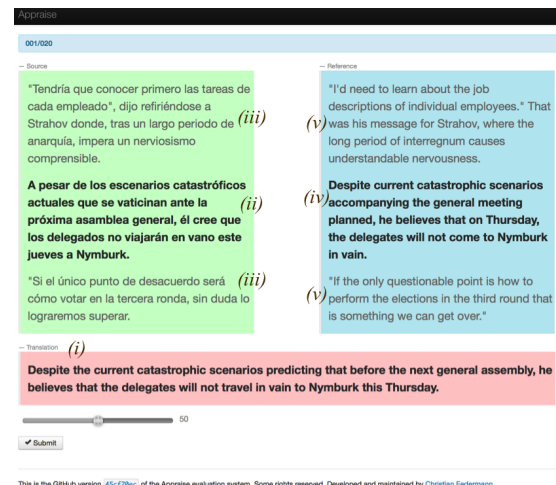 Appraise
001/020
— Source
"Tendría que conocer primero las tareas de
cada empleado", dijo refiriéndose a
Strahov donde, tras un largo periodo de
(iii)
anarquía, impera un nerviosismo
comprensible.
A pesar de los escenarios catastróficos
actuales que se vaticinan ante la
(ii)
próxima asamblea general, él cree que
los delegados no viajarán en vano este
jueves a Nymburk.
"Si el único punto de desacuerdo será
(iii)
cómo votar en la tercera ronda, sin duda lo
lograremos superar.
— Reference
"I'd need to learn about the job
descriptions of individual employees." That
(v)
was his message for Strahov, where the
long period of interregnum causes
understandable nervousness.
Despite current catastrophic scenarios
(iv)
accompanying the general meeting
planned, he believes that on Thursday,
the delegates will not come to Nymburk
in vain.
"If the only questionable point is how to
(v)
perform the elections in the third round that
is something we can get over."
— Translation
(i)
Despite the current catastrophic scenarios predicting that before the next general assembly, he
believes that the delegates will not travel in vain to Nymburk this Thursday.
50
✔ Submit
This is the GitHub version 45cf70ec of the Appraise evaluation system. Some rights reserved. Developed and maintained by Christian Federmann.